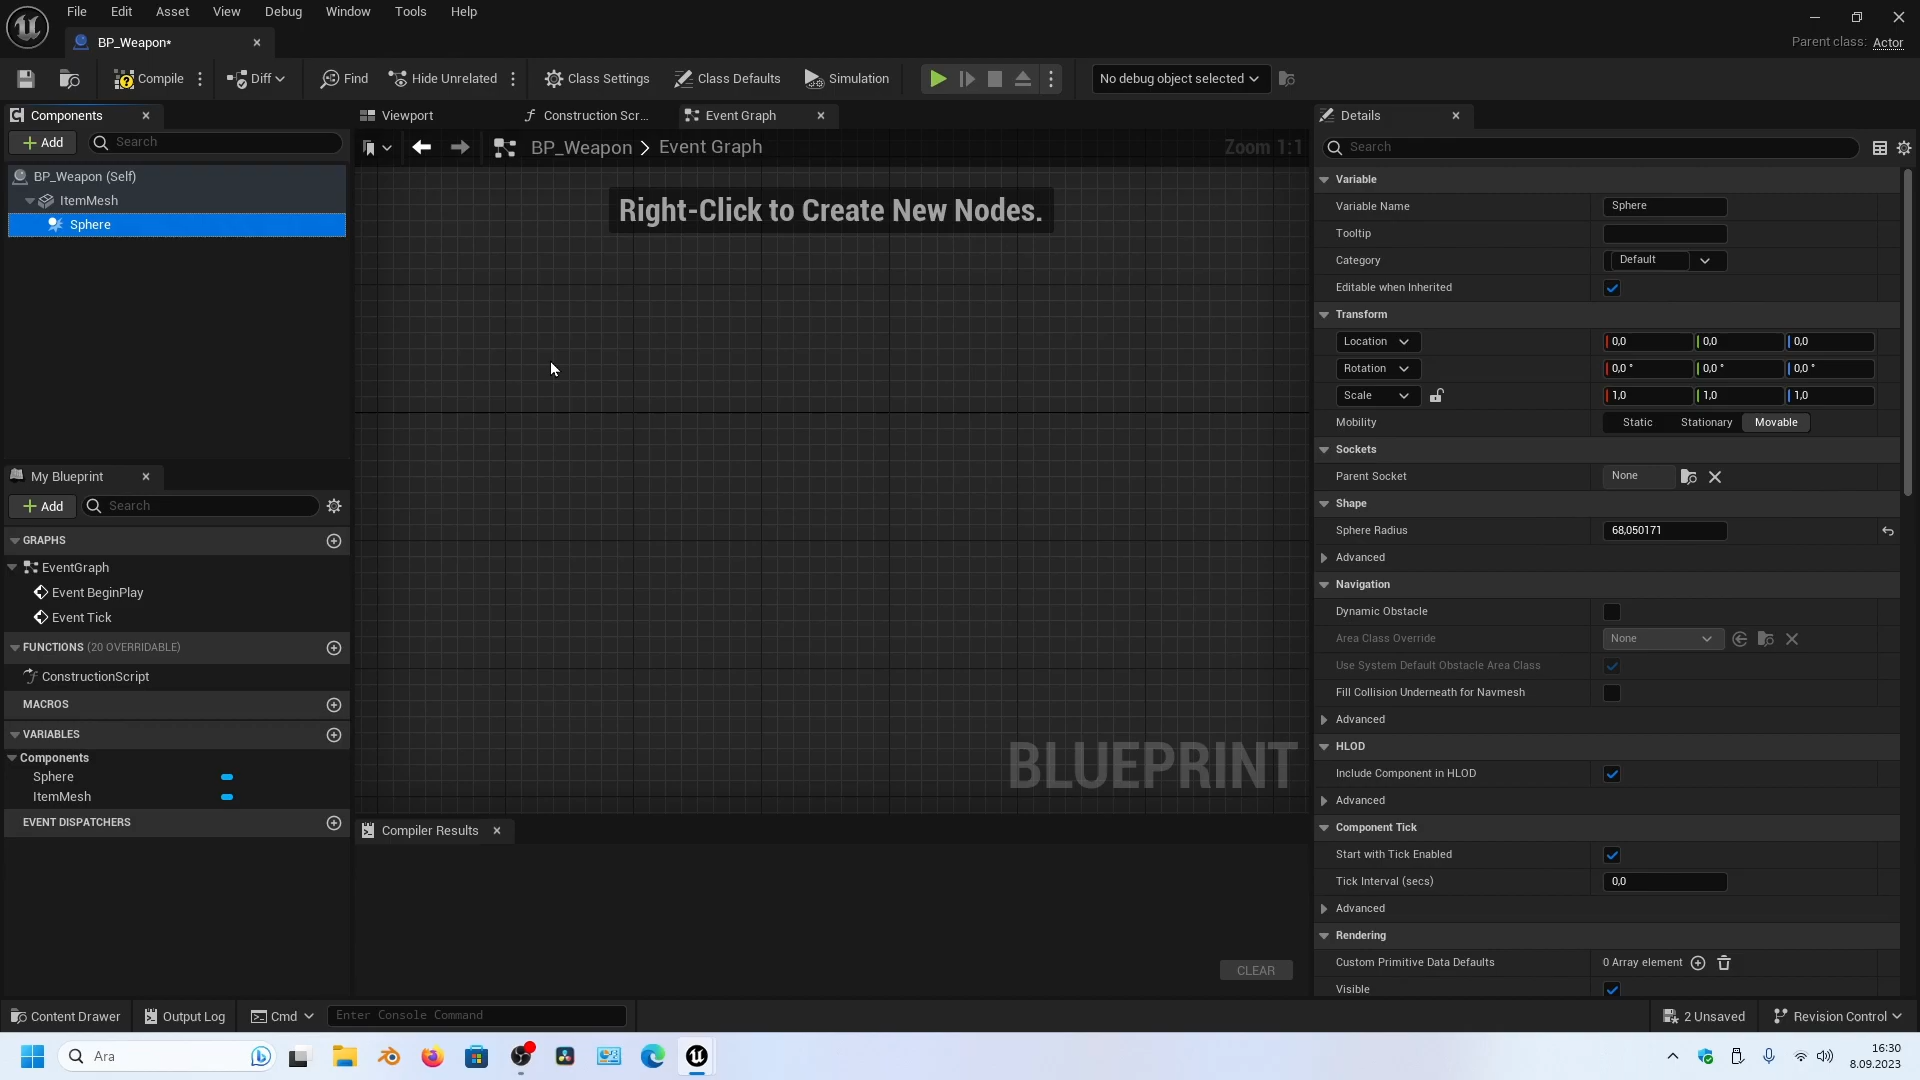 File Edit Asset View Debug Window Tools Help
BP_Weapon*
Parent class: Actor
Compile Diff Find Hide Unrelated Class Settings Class Defaults Simulation No debug object selected
Components
Add Search
BP_Weapon (Self)
ItemMesh
Sphere
Viewport Construction Scr... Event Graph
BP_Weapon > Event Graph Zoom 1:1
Right-Click to Create New Nodes.
BLUEPRINT
My Blueprint
Add Search
GRAPHS
EventGraph
Event BeginPlay
Event Tick
FUNCTIONS (20 OVERRIDABLE)
ConstructionScript
MACROS
VARIABLES
Components
Sphere
ItemMesh
EVENT DISPATCHERS
Compiler Results
CLEAR
Details
Search
Variable
Variable Name Sphere
Tooltip
Category Default
Editable when Inherited
Transform
Location 0,0 0,0 0,0
Rotation 0,0 ° 0,0 ° 0,0 °
Scale 1,0 1,0 1,0
Mobility Static Stationary Movable
Sockets
Parent Socket None
Shape
Sphere Radius 68,050171
Advanced
Navigation
Dynamic Obstacle
Area Class Override None
Use System Default Obstacle Area Class
Fill Collision Underneath for Navmesh
Advanced
HLOD
Include Component in HLOD
Advanced
Component Tick
Start with Tick Enabled
Tick Interval (secs) 0,0
Advanced
Rendering
Custom Primitive Data Defaults 0 Array element
Visible
Content Drawer Output Log Cmd Enter Console Command 2 Unsaved Revision Control
Ara
16:30
8.09.2023